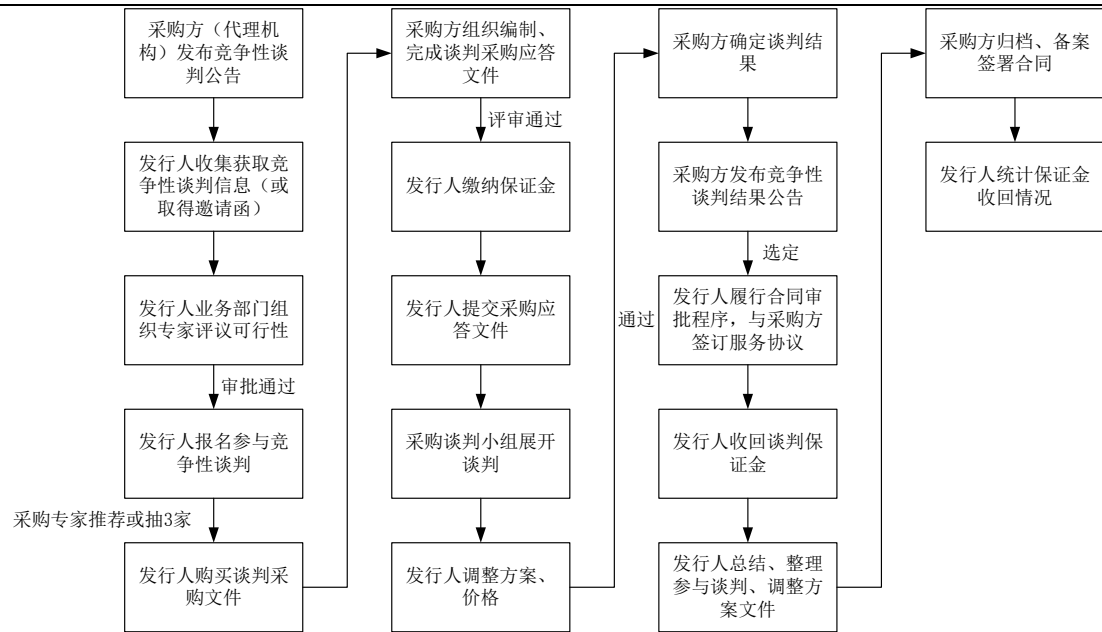 采购方（代理机
构）发布竞争性谈
判公告
发行人收集获取竞
争性谈判信息（或
取得邀请函）
发行人业务部门组
织专家评议可行性
审批通过
发行人报名参与竞
争性谈判
采购专家推荐或抽3家
发行人购买谈判采
购文件
采购方组织编制、
完成谈判采购应答
文件
评审通过
发行人缴纳保证金
发行人提交采购应
答文件
采购谈判小组展开
谈判
发行人调整方案、
价格
通过
采购方确定谈判结
果
采购方发布竞争性
谈判结果公告
选定
发行人履行合同审
批程序，与采购方
签订服务协议
发行人收回谈判保
证金
发行人总结、整理
参与谈判、调整方
案文件
采购方归档、备案
签署合同
发行人统计保证金
收回情况